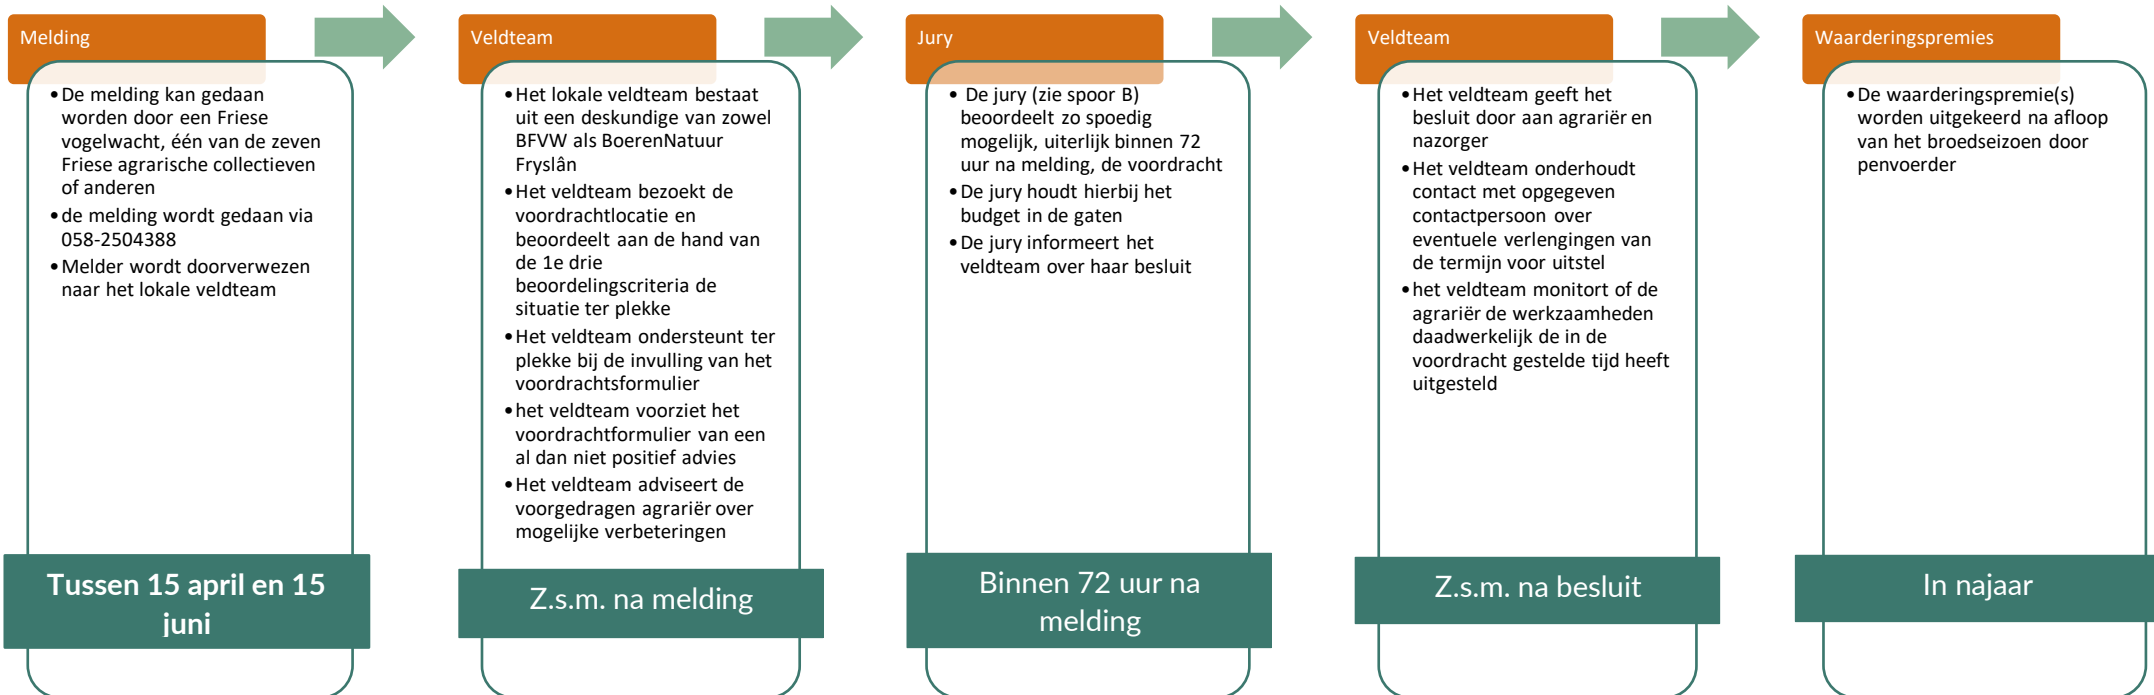 Melding
• De melding kan gedaan
worden door een Friese
vogelwacht, één van de zeven
Friese agrarische collectieven
of anderen
• de melding wordt gedaan via
058-2504388
• Melder wordt doorverwezen
naar het lokale veldteam
Tussen 15 april en 15
juni
Veldteam
• Het lokale veldteam bestaat
uit een deskundige van zowel
BFVW als BoerenNatuur
Fryslân
• Het veldteam bezoekt de
voordrachtlocatie en
beoordeelt aan de hand van
de 1e drie
beoordelingscriteria de
situatie ter plekke
• Het veldteam ondersteunt ter
plekke bij de invulling van het
voordrachtsformulier
• het veldteam voorziet het
voordrachtformulier van een
al dan niet positief advies
• Het veldteam adviseert de
voorgedragen agrariër over
mogelijke verbeteringen
Z.s.m. na melding
Jury
• De jury (zie spoor B)
beoordeelt zo spoedig
mogelijk, uiterlijk binnen 72
uur na melding, de voordracht
• De jury houdt hierbij het
budget in de gaten
• De jury informeert het
veldteam over haar besluit
Binnen 72 uur na
melding
Veldteam
• Het veldteam geeft het
besluit door aan agrariër en
nazorger
• Het veldteam onderhoudt
contact met opgegeven
contactpersoon over
eventuele verlengingen van
de termijn voor uitstel
• het veldteam monitort of de
agrariër de werkzaamheden
daadwerkelijk de in de
voordracht gestelde tijd heeft
uitgesteld
Z.s.m. na besluit
Waarderingspremies
• De waarderingspremie(s)
worden uitgekeerd na afloop
van het broedseizoen door
penvoerder
In najaar